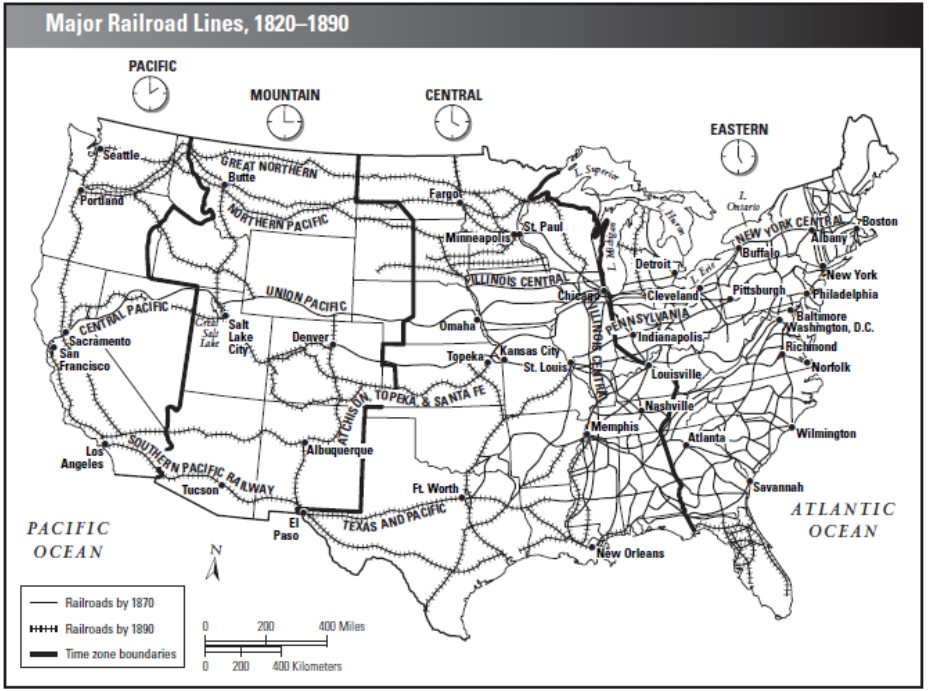 Major Railroad Lines, 1820–1890
PACIFIC
MOUNTAIN
CENTRAL
EASTERN
Seattle
Portland
Butte
GREAT NORTHERN
NORTHERN PACIFIC
Fargo
Minneapolis
St. Paul
L. Superior
L. Michigan
L. Huron
L. Ontario
L. Erie
NEW YORK CENTRAL
Boston
Albany
Buffalo
Detroit
New York
ILLINOIS CENTRAL
Chicago
Cleveland
Pittsburgh
Philadelphia
UNION PACIFIC
CENTRAL PACIFIC
Sacramento
San
Francisco
Great
Salt
Lake
Salt
Lake
City
Denver
Omaha
PENNSYLVANIA
Baltimore
Washington, D.C.
Indianapolis
ILLINOIS CENTRAL
Topeka
Kansas City
St. Louis
Louisville
Richmond
Norfolk
ATCHISON, TOPEKA, & SANTA FE
Nashville
Memphis
Atlanta
Wilmington
Los
Angeles
SOUTHERN PACIFIC RAILWAY
Albuquerque
Tucson
Ft. Worth
Savannah
El
Paso
TEXAS AND PACIFIC
New Orleans
PACIFIC
OCEAN
ATLANTIC
OCEAN
N
Railroads by 1870
Railroads by 1890
Time zone boundaries
0 200 400 Miles
0 200 400 Kilometers